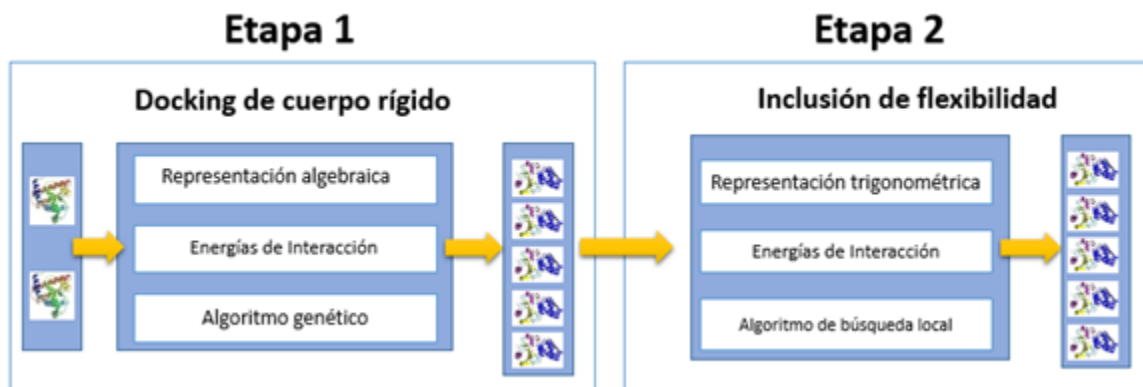 Etapa 1
Docking de cuerpo rígido
Representación algebraica
Energías de Interacción
Algoritmo genético
Etapa 2
Inclusión de flexibilidad
Representación trigonométrica
Energías de Interacción
Algoritmo de búsqueda local